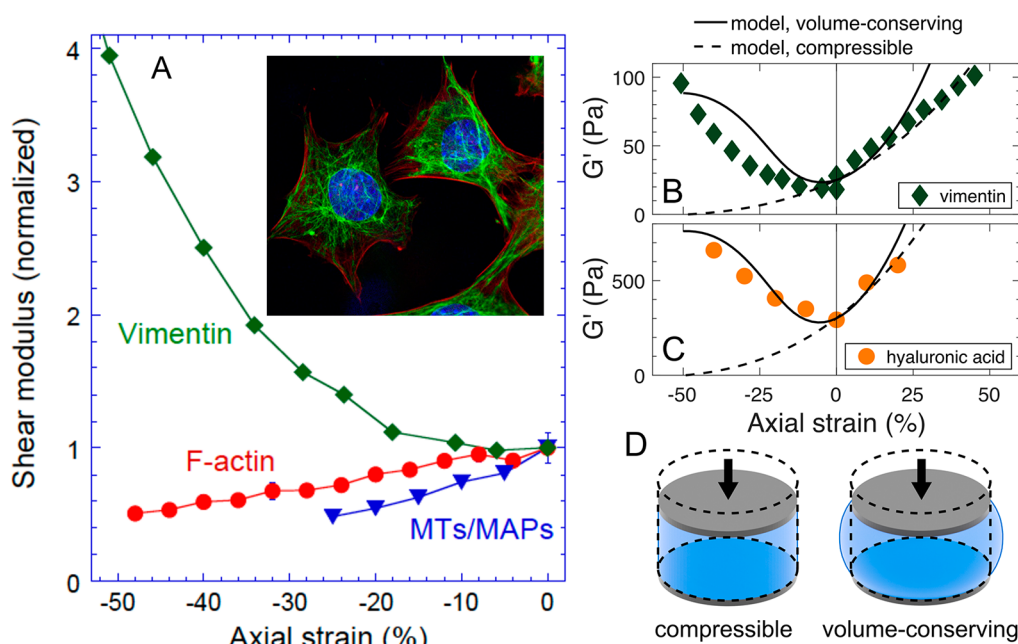 model, volume-conserving
model, compressible
A
Shear modulus (normalized)
4
3
2
1
0
Vimentin
F-actin
MTs/MAPs
-50 -40 -30 -20 -10 0
Axial strain (%)
G' (Pa)
100
50
0
B
vimentin
G' (Pa)
500
0
C
hyaluronic acid
-50 -25 0 25 50
Axial strain (%)
D
compressible volume-conserving